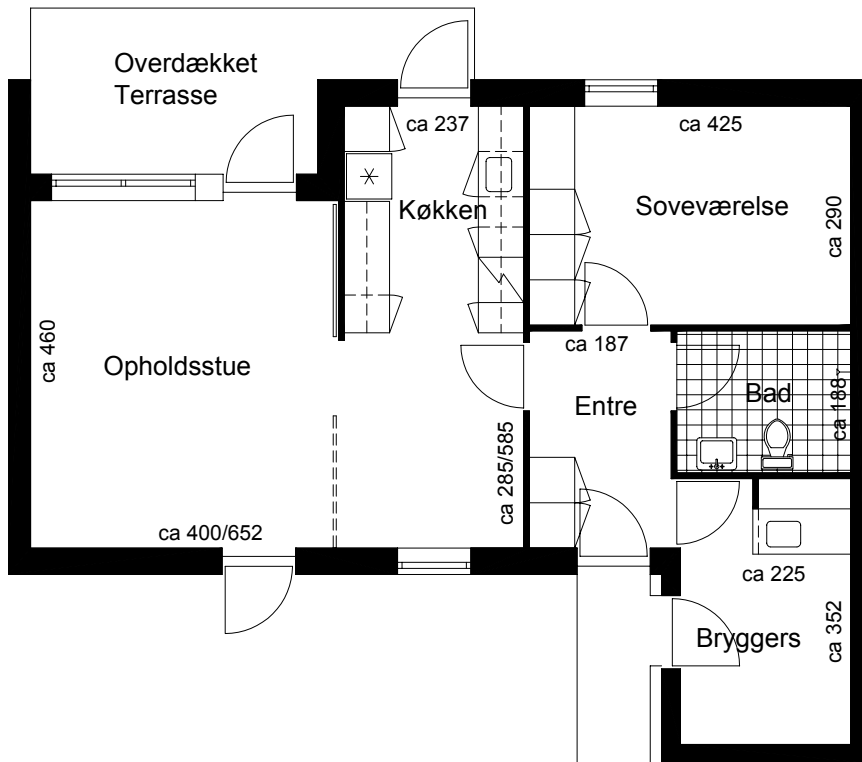 Overdækket
Terrasse
ca 237
ca 425
Køkken
Soveværelse
ca 290
ca 460
Opholdsstue
ca 187
Entre
Bad
ca 188
ca 285/585
ca 400/652
ca 225
Bryggers
ca 352